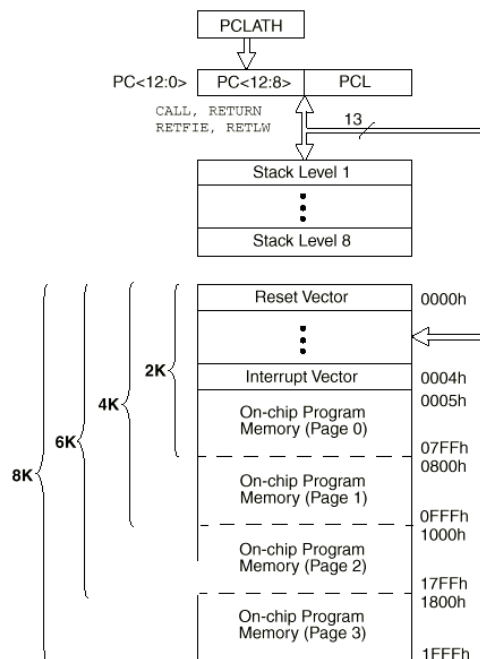 PCLATH
PC<12:0>
PC<12:8>
PCL
CALL, RETURN
RETFIE, RETLW
13
Stack Level 1
Stack Level 8
Reset Vector
0000h
2K
Interrupt Vector
0004h
0005h
4K
On-chip Program
Memory (Page 0)
6K
07FFh
0800h
8K
On-chip Program
Memory (Page 1)
0FFFh
1000h
On-chip Program
Memory (Page 2)
17FFh
1800h
On-chip Program
Memory (Page 3)
1FFFh